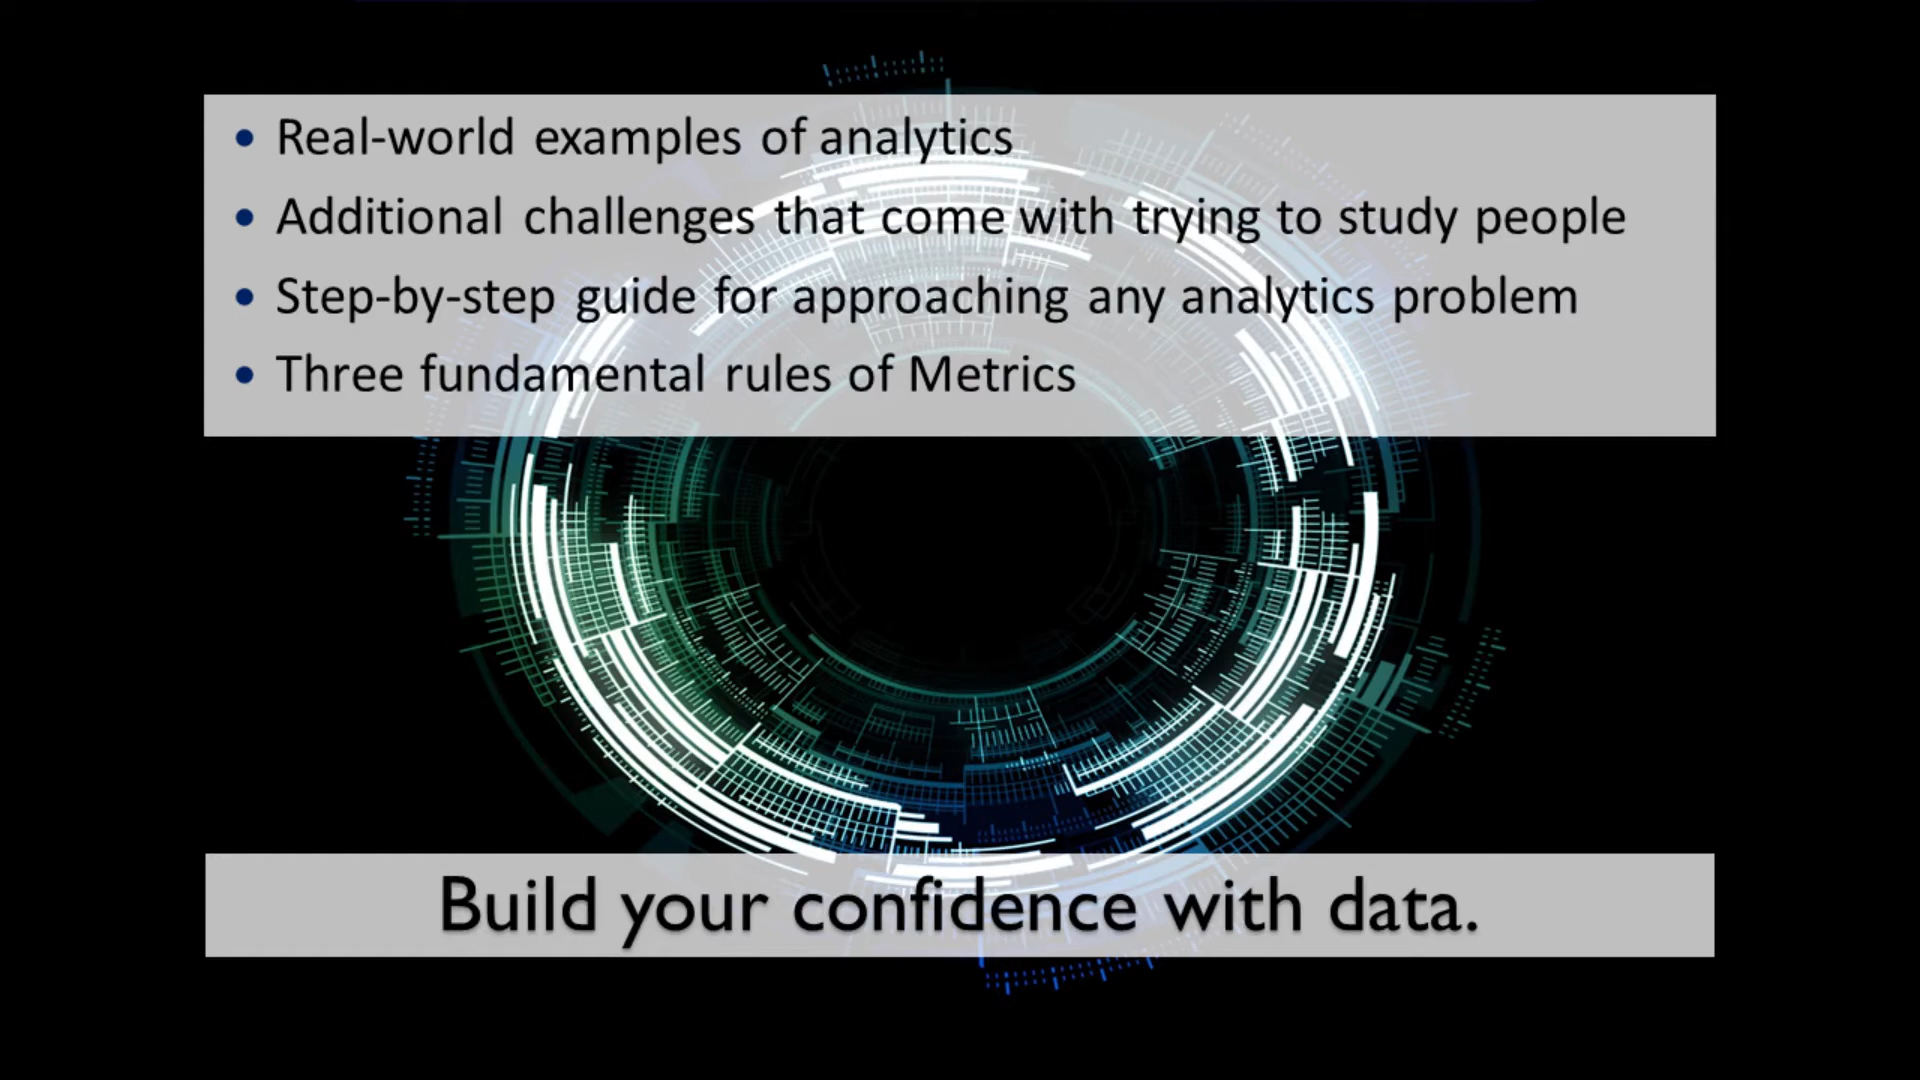 • Real-world examples of analytics
• Additional challenges that come with trying to study people
• Step-by-step guide for approaching any analytics problem
• Three fundamental rules of Metrics
Build your confidence with data.